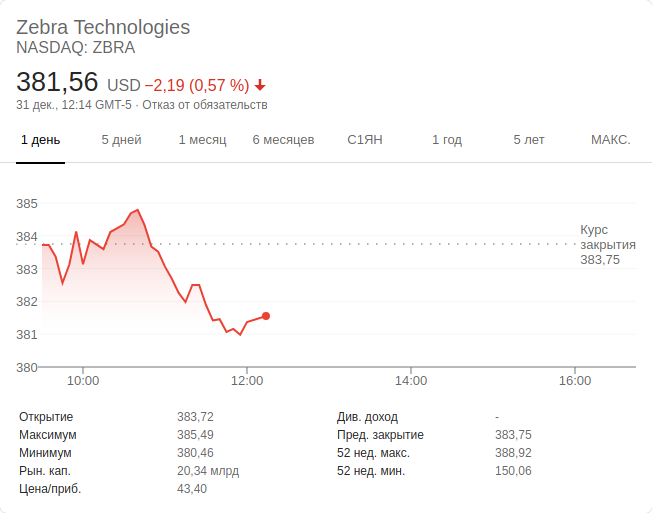 Zebra Technologies
NASDAQ: ZBRA
381,56 USD −2,19 (0,57 %)
31 дек., 12:14 GMT-5 · Отказ от обязательств
1 день 5 дней 1 месяц 6 месяцев С1ЯН 1 год 5 лет МАКС.
385
384
383
382
381
380
Курс
закрытия
383,75
10:00 12:00 14:00 16:00
Открытие 383,72
Максимум 385,49
Минимум 380,46
Рын. кап. 20,34 млрд
Цена/приб. 43,40
Див. доход -
Пред. закрытие 383,75
52 нед. макс. 388,92
52 нед. мин. 150,06